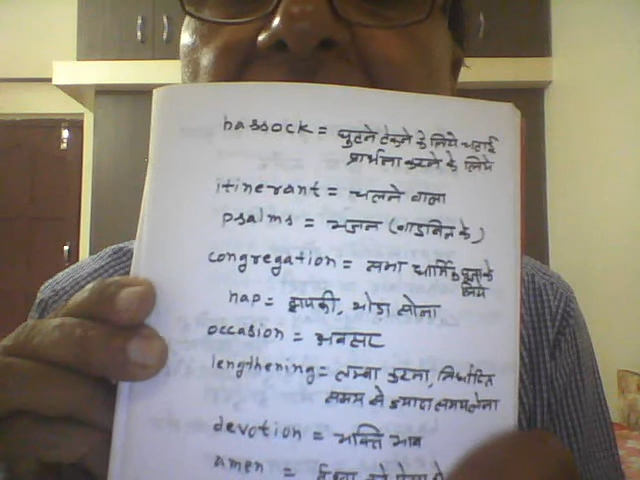 hassock = घुटने टेकने के लिये चटाई
प्रार्थना करने के लिये
itinerant = चलने वाला
psalms = भजन (बाइबिल के)
congregation = सभा धार्मिक पूजा के
लिये
nap = झपकी, थोडा सोना
occasion = अवसर
lengthening = लम्बा करना, निर्धारित
समय से ज्यादा समय लेना
devotion = भक्ति भाव
amen =